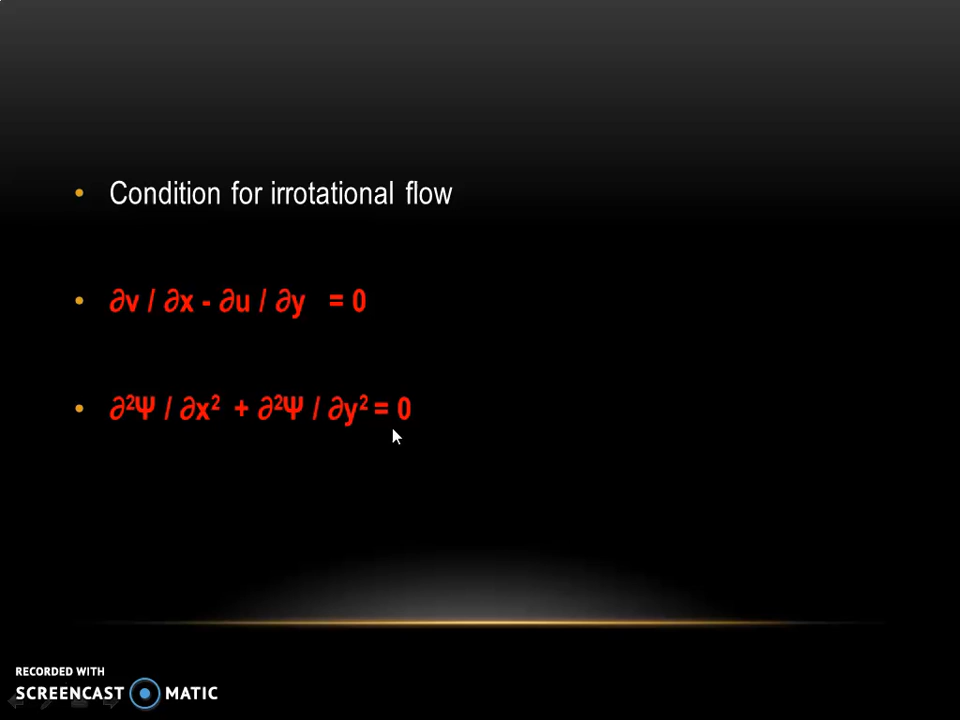 • Condition for irrotational flow
• ∂v / ∂x - ∂u / ∂y = 0
• ∂²Ψ / ∂x² + ∂²Ψ / ∂y² = 0
RECORDED WITH
SCREENCAST MATIC